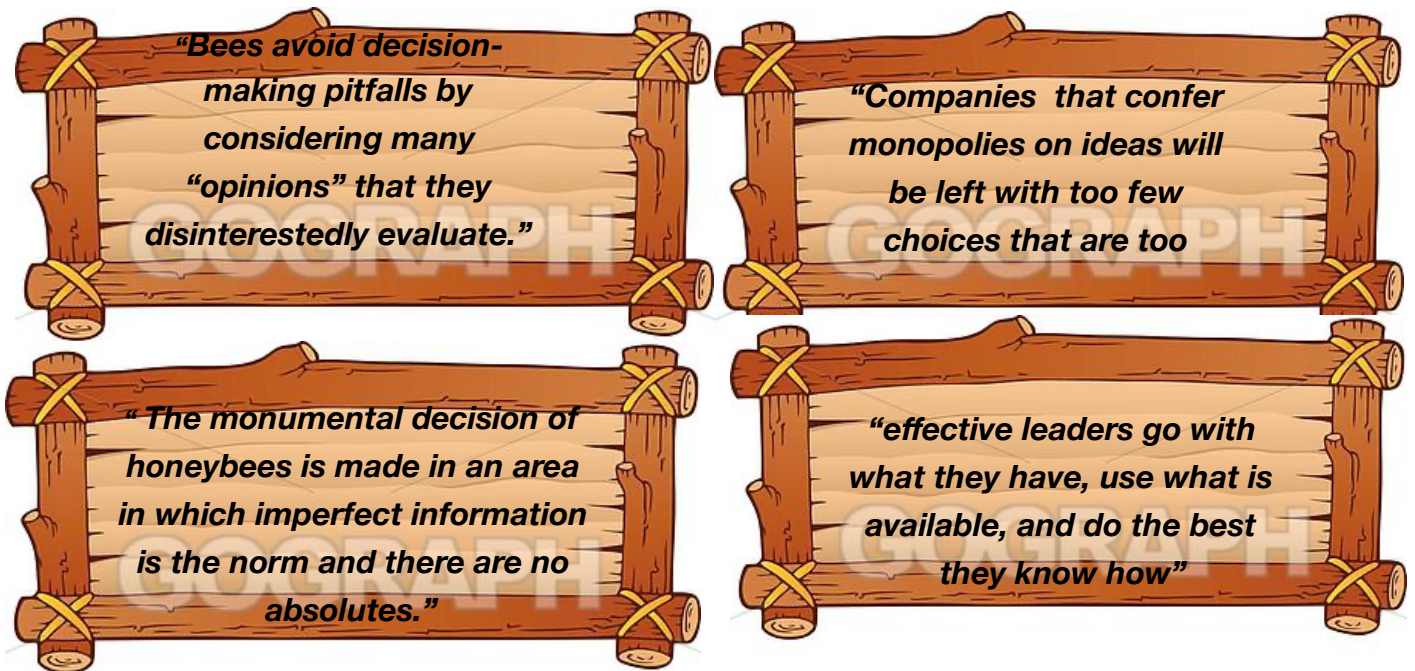 “Bees avoid decision-
making pitfalls by
considering many
“opinions” that they
disinterestedly evaluate.”
GOGRAPH
“Companies  that confer
monopolies on ideas will
be left with too few
choices that are too
GOGRAPH
“ The monumental decision of
honeybees is made in an area
in which imperfect information
is the norm and there are no
absolutes.”
GOGRAPH
“effective leaders go with
what they have, use what is
available, and do the best
they know how”
GOGRAPH